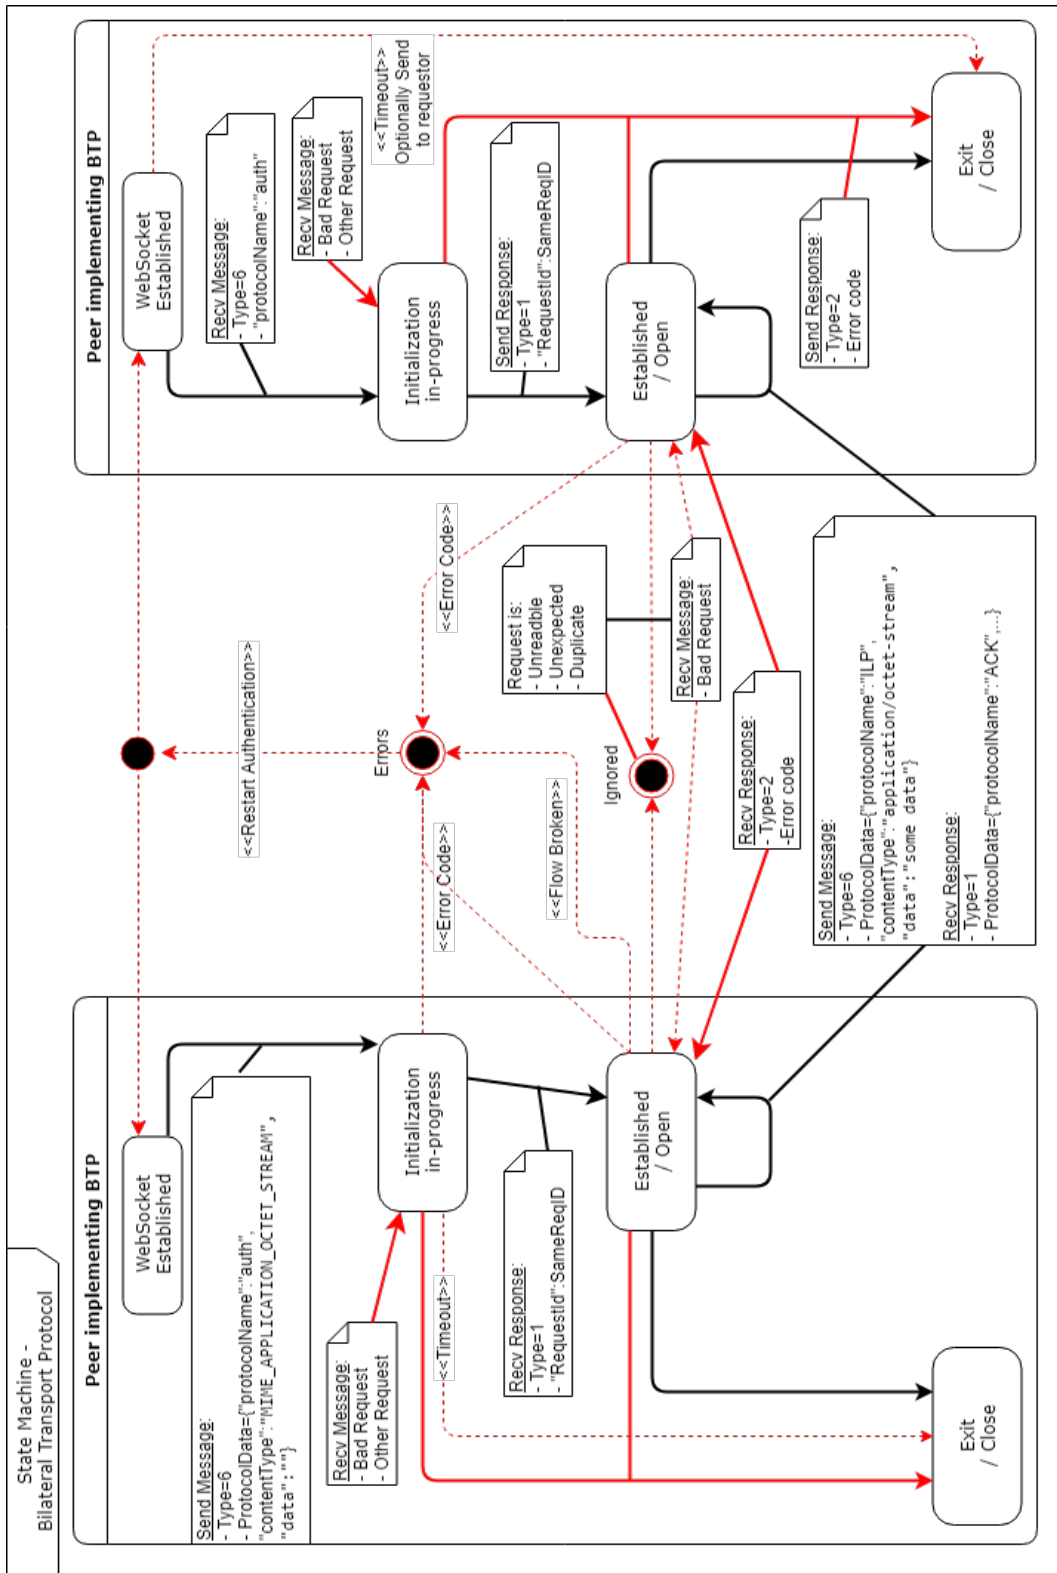 State Machine -
Bilateral Transport Protocol
Peer implementing BTP
WebSocket
Established
Send Message:
- Type=6
- ProtocolData={"protocolName":"auth",
"contentType":"MIME_APPLICATION_OCTET_STREAM",
"data":""}
Initialization
in-progress
Recv Message:
- Bad Request
- Other Request
<<Timeout>>
Recv Response:
- Type=1
- "RequestId":SameReqID
Established
/ Open
Exit
/ Close
<<Restart Authentication>>
Errors
<<Error Code>>
<<Error Code>>
<<Flow Broken>>
Ignored
Request is:
- Unreadble
- Unexpected
- Duplicate
Recv Message:
- Bad Request
Recv Response:
- Type=2
-Error code
Send Message:
- Type=6
- ProtocolData={"protocolName":"ILP",
"contentType":"application/octet-stream",
"data":"some data"}
Recv Response:
- Type=1
- ProtocolData={"protocolName":"ACK",...}
Peer implementing BTP
WebSocket
Established
Recv Message:
- Type=6
- "protocolName":"auth"
Recv Message:
- Bad Request
- Other Request
<<Timeout>>
Optionally Send
to requestor
Initialization
in-progress
Send Response:
- Type=1
- "RequestId":SameReqID
Established
/ Open
Send Response:
- Type=2
- Error code
Exit
/ Close